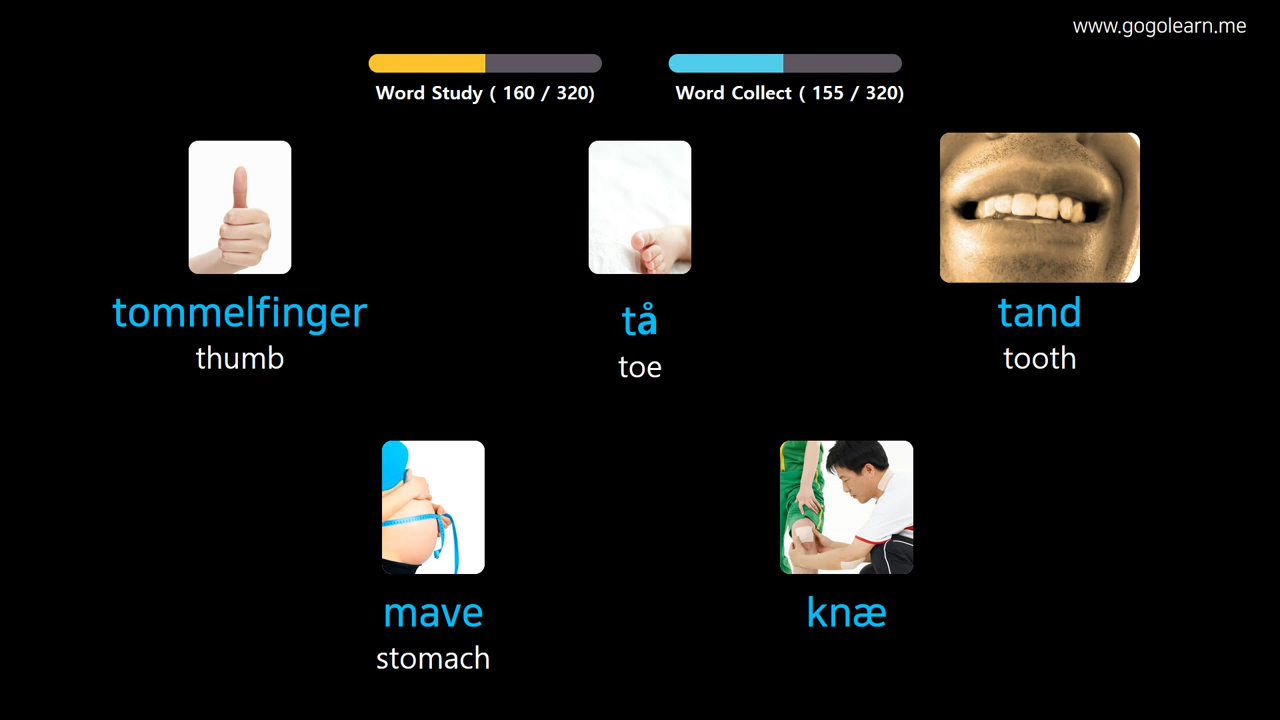 www.gogolearn.me
Word Study ( 160 / 320)
Word Collect ( 155 / 320)
tommelfinger
thumb
tå
toe
tand
tooth
mave
stomach
knæ